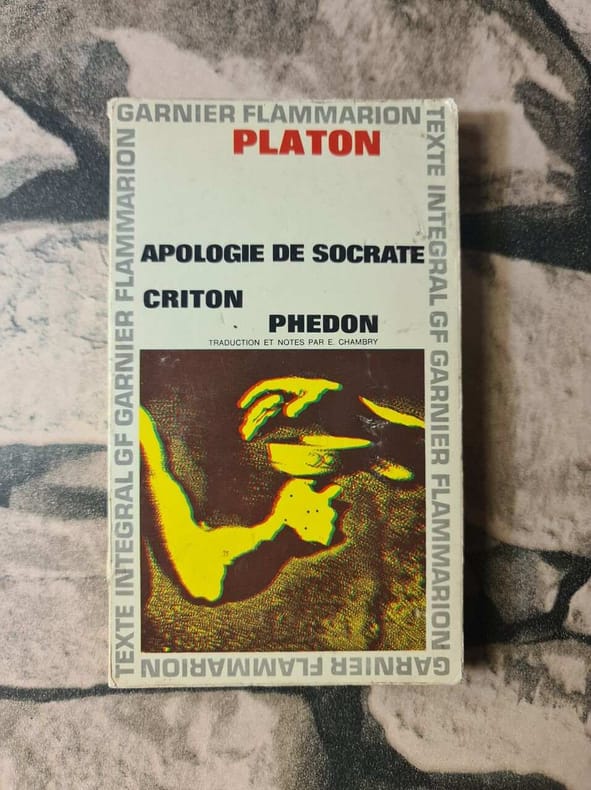 GARNIER FLAMMARION
PLATON
APOLOGIE DE SOCRATE
CRITON
PHEDON
TRADUCTION ET NOTES PAR E. CHAMBRY
TEXTE INTEGRAL GF GARNIER FLAMMARION
TEXTE INTEGRAL GF GARNIER FLAMMARION
GARNIER FLAMMARION